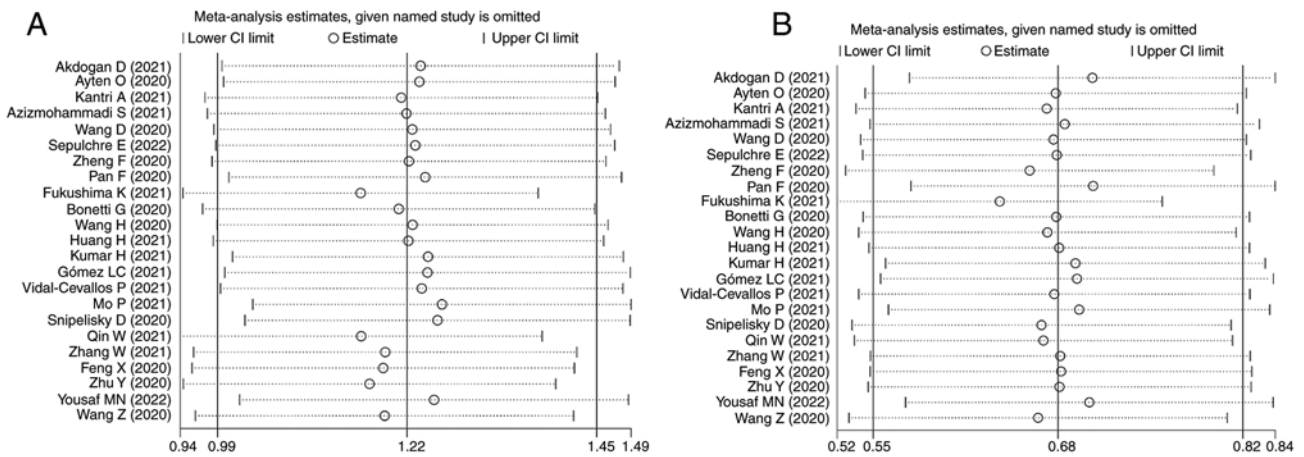 A
Meta-analysis estimates, given named study is omitted
Lower CI limit Estimate Upper CI limit
Akdogan D (2021)
Ayten O (2020)
Kantri A (2021)
Azizmohammadi S (2021)
Wang D (2020)
Sepulchre E (2022)
Zheng F (2020)
Pan F (2020)
Fukushima K (2021)
Bonetti G (2020)
Wang H (2020)
Huang H (2021)
Kumar H (2021)
Gómez LC (2021)
Vidal-Cevallos P (2021)
Mo P (2021)
Snipelisky D (2020)
Qin W (2021)
Zhang W (2021)
Feng X (2020)
Zhu Y (2020)
Yousaf MN (2022)
Wang Z (2020)
0.94 0.99 1.22 1.45 1.49
B
Meta-analysis estimates, given named study is omitted
Lower CI limit Estimate Upper CI limit
Akdogan D (2021)
Ayten O (2020)
Kantri A (2021)
Azizmohammadi S (2021)
Wang D (2020)
Sepulchre E (2022)
Zheng F (2020)
Pan F (2020)
Fukushima K (2021)
Bonetti G (2020)
Wang H (2020)
Huang H (2021)
Kumar H (2021)
Gómez LC (2021)
Vidal-Cevallos P (2021)
Mo P (2021)
Snipelisky D (2020)
Qin W (2021)
Zhang W (2021)
Feng X (2020)
Zhu Y (2020)
Yousaf MN (2022)
Wang Z (2020)
0.52 0.55 0.68 0.82 0.84